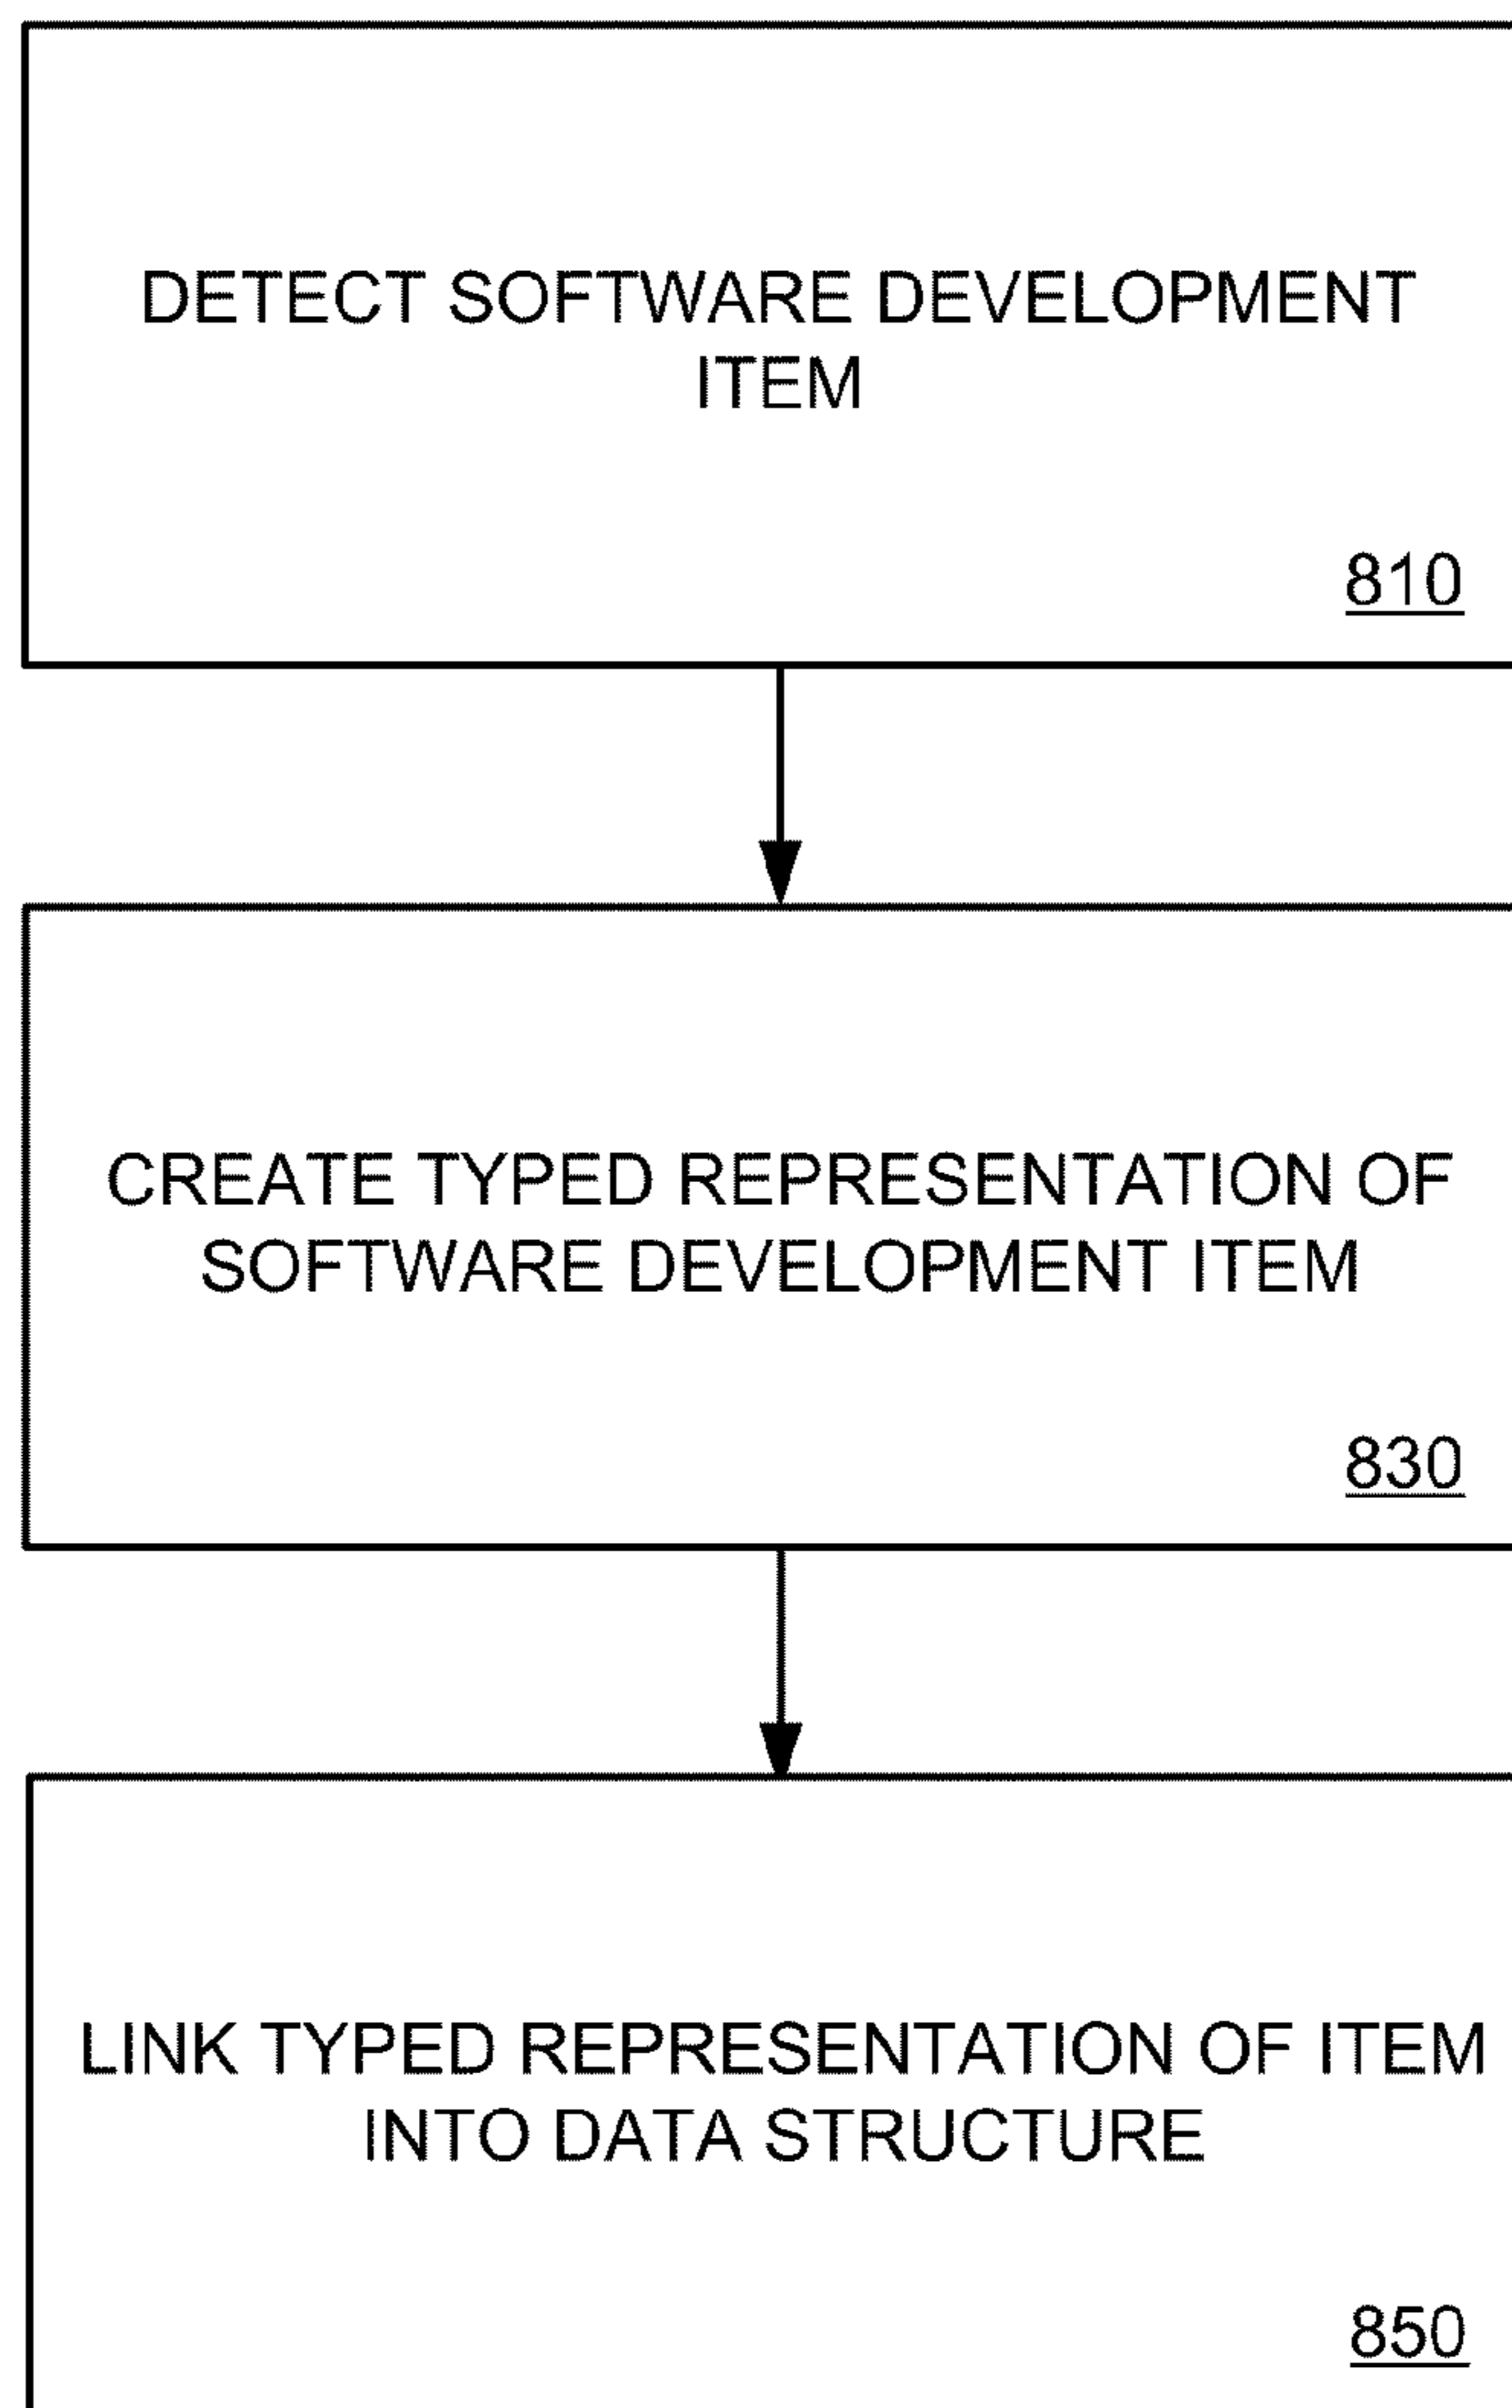 DETECT SOFTWARE DEVELOPMENT
ITEM
810
CREATE TYPED REPRESENTATION OF
SOFTWARE DEVELOPMENT ITEM
830
LINK TYPED REPRESENTATION OF ITEM
INTO DATA STRUCTURE
850